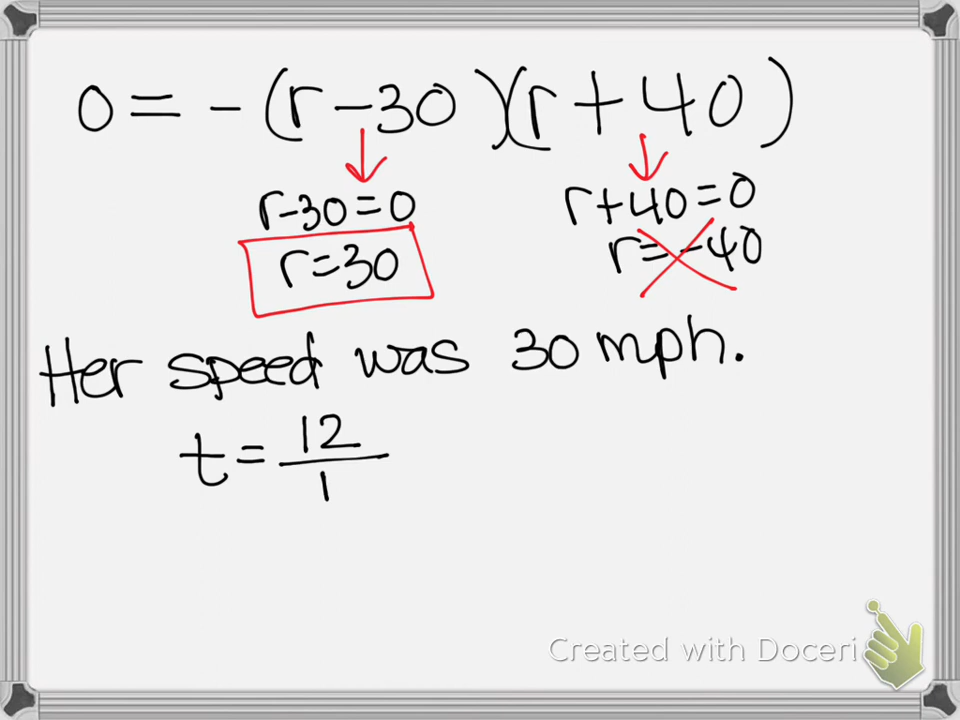 0 = - (r - 30)(r + 40)
r-30=0 r+40=0
r=30 r=-40
Her speed was 30 mph.
t = 12/1
Created with Doceri